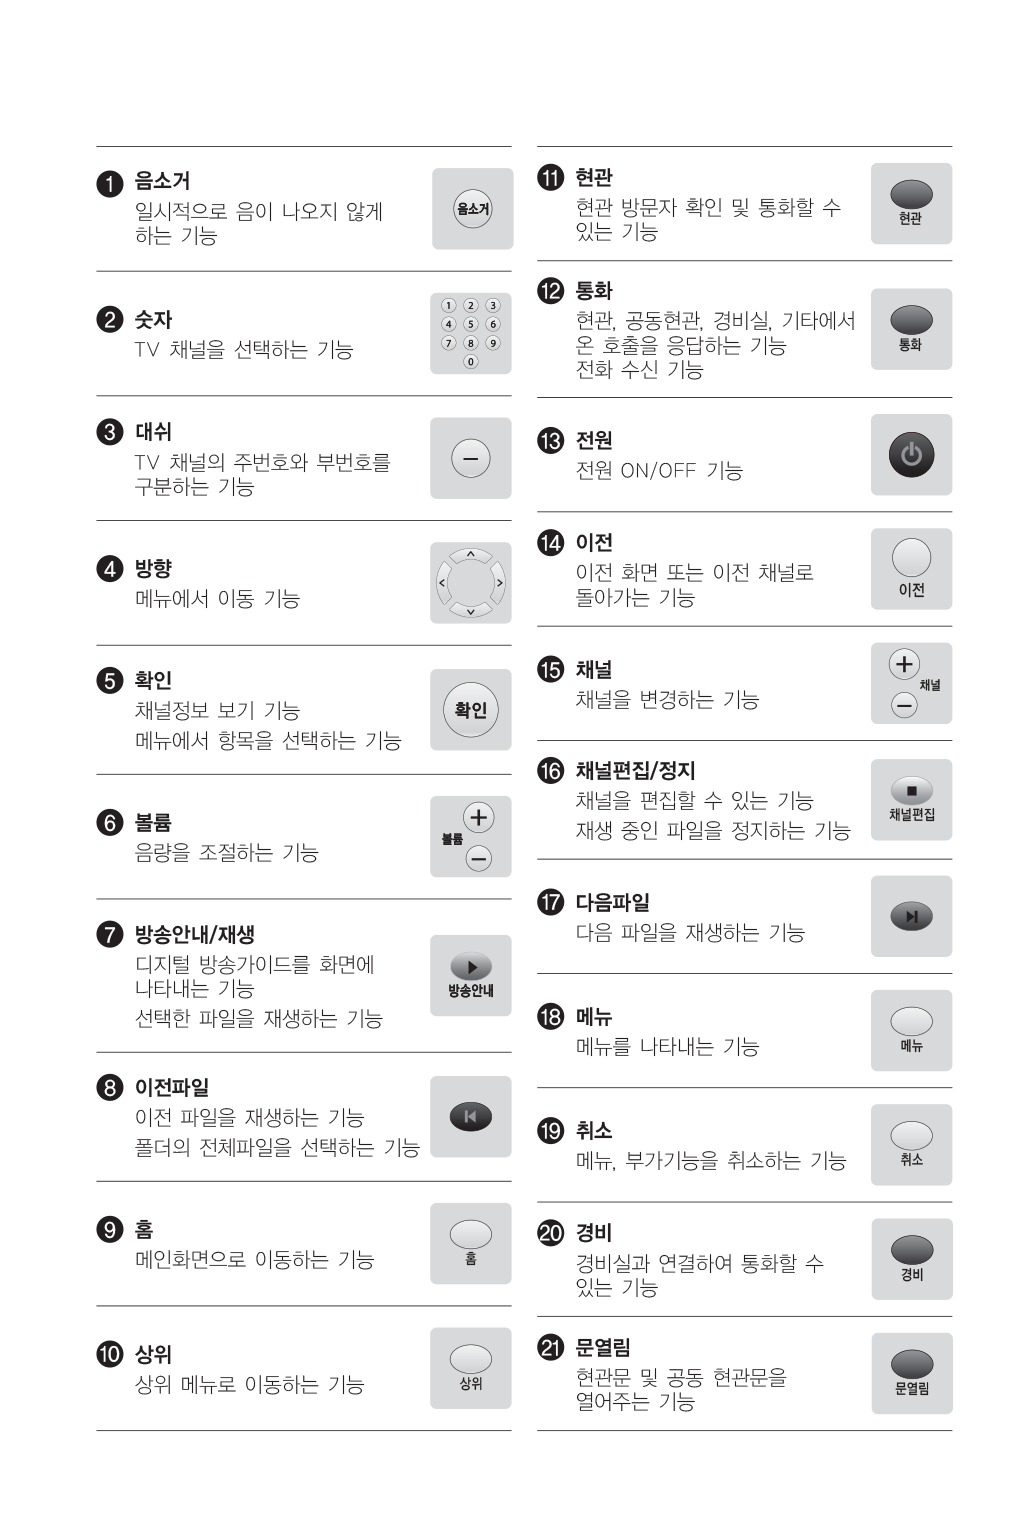 1 음소거
일시적으로 음이 나오지 않게
하는 기능
음소거
2 숫자
TV 채널을 선택하는 기능
1 2 3
4 5 6
7 8 9
0
3 대쉬
TV 채널의 주번호와 부번호를
구분하는 기능
−
4 방향
메뉴에서 이동 기능
5 확인
채널정보 보기 기능
메뉴에서 항목을 선택하는 기능
확인
6 볼륨
음량을 조절하는 기능
+
볼륨
−
7 방송안내/재생
디지털 방송가이드를 화면에
나타내는 기능
선택한 파일을 재생하는 기능
방송안내
8 이전파일
이전 파일을 재생하는 기능
폴더의 전체파일을 선택하는 기능
9 홈
메인화면으로 이동하는 기능
홈
10 상위
상위 메뉴로 이동하는 기능
상위
11 현관
현관 방문자 확인 및 통화할 수
있는 기능
현관
12 통화
현관, 공동현관, 경비실, 기타에서
온 호출을 응답하는 기능
전화 수신 기능
통화
13 전원
전원 ON/OFF 기능
14 이전
이전 화면 또는 이전 채널로
돌아가는 기능
이전
15 채널
채널을 변경하는 기능
+
채널
−
16 채널편집/정지
채널을 편집할 수 있는 기능
재생 중인 파일을 정지하는 기능
채널편집
17 다음파일
다음 파일을 재생하는 기능
18 메뉴
메뉴를 나타내는 기능
메뉴
19 취소
메뉴, 부가기능을 취소하는 기능
취소
20 경비
경비실과 연결하여 통화할 수
있는 기능
경비
21 문열림
현관문 및 공동 현관문을
열어주는 기능
문열림